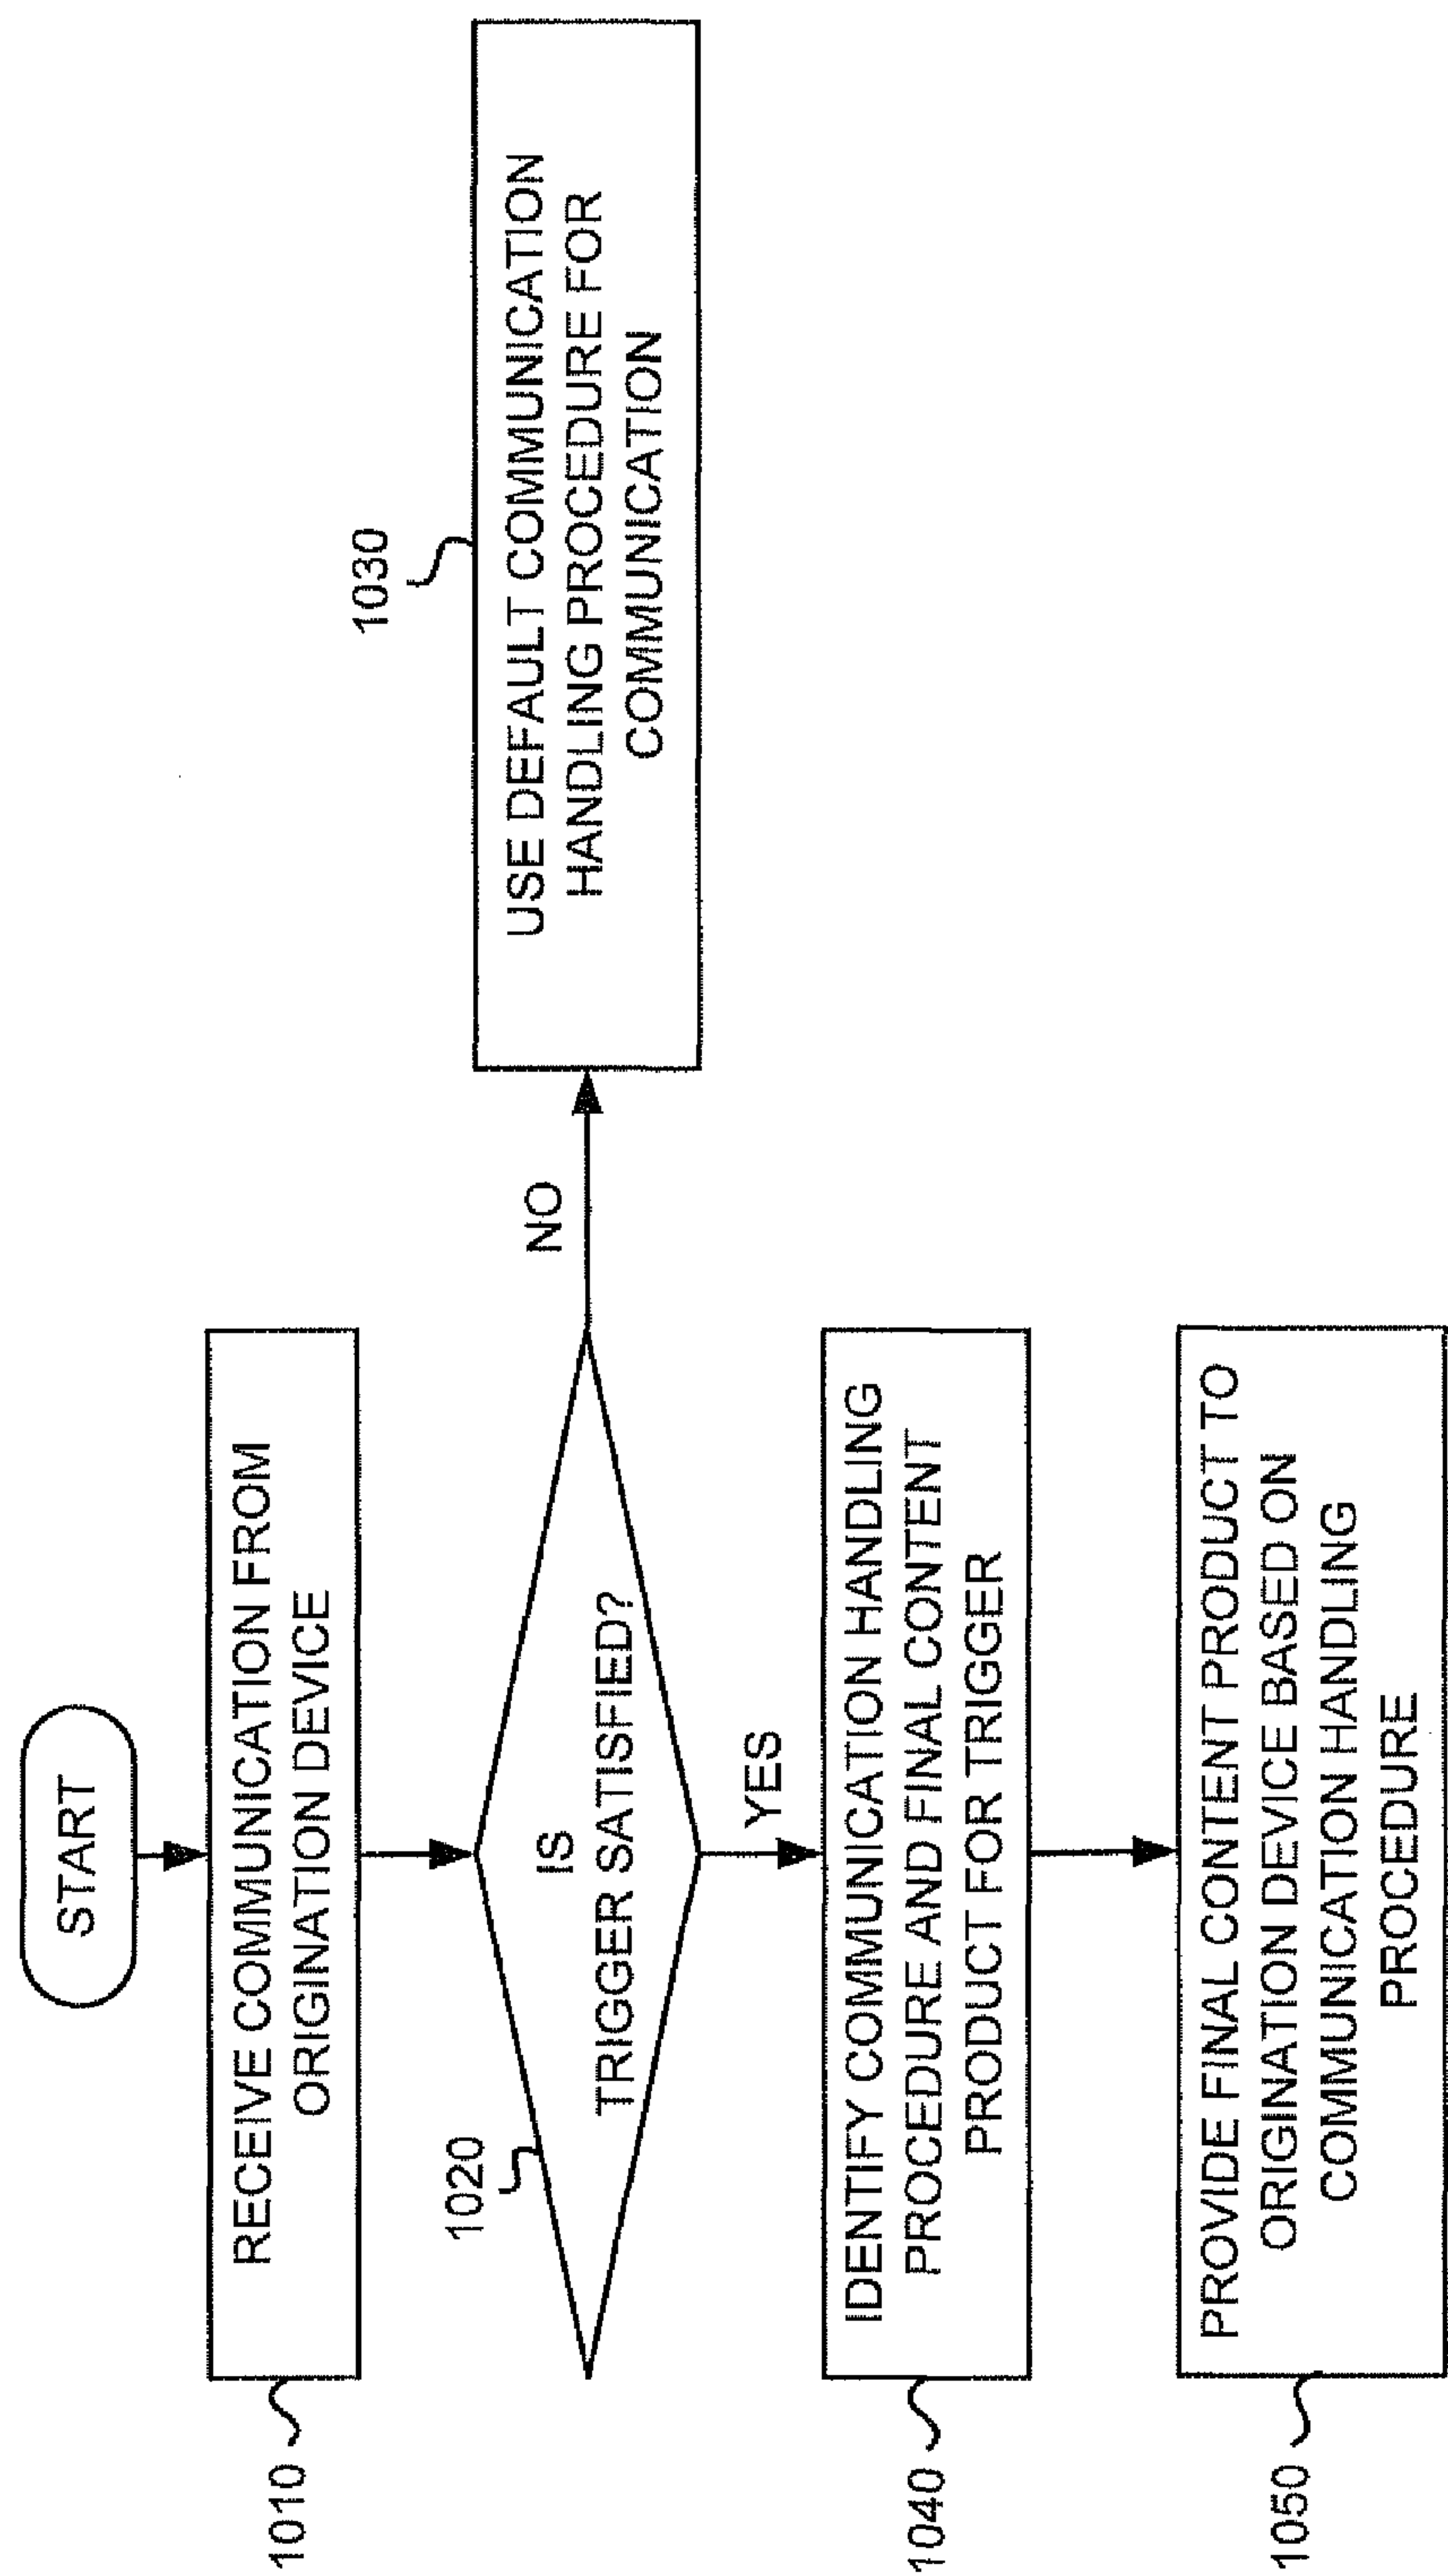 START
1010
RECEIVE COMMUNICATION FROM
ORIGINATION DEVICE
1020
IS
TRIGGER SATISFIED?
NO
1030
USE DEFAULT COMMUNICATION
HANDLING PROCEDURE FOR
COMMUNICATION
YES
1040
IDENTIFY COMMUNICATION HANDLING
PROCEDURE AND FINAL CONTENT
PRODUCT FOR TRIGGER
1050
PROVIDE FINAL CONTENT PRODUCT TO
ORIGINATION DEVICE BASED ON
COMMUNICATION HANDLING
PROCEDURE